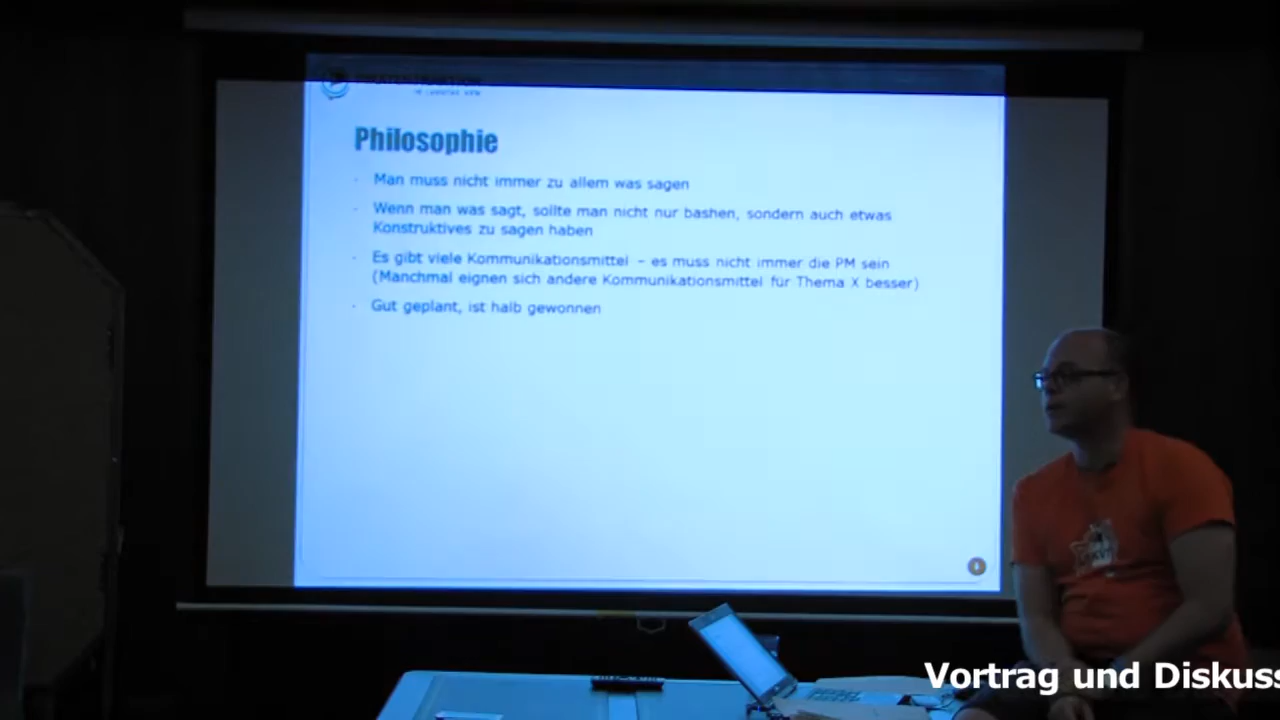 Philosophie
Man muss nicht immer zu allem was sagen
Wenn man was sagt, sollte man nicht nur bashen, sondern auch etwas
Konstruktives zu sagen haben
Es gibt viele Kommunikationsmittel – es muss nicht immer die PM sein
(Manchmal eignen sich andere Kommunikationsmittel für Thema X besser)
Gut geplant, ist halb gewonnen
Vortrag und Diskuss